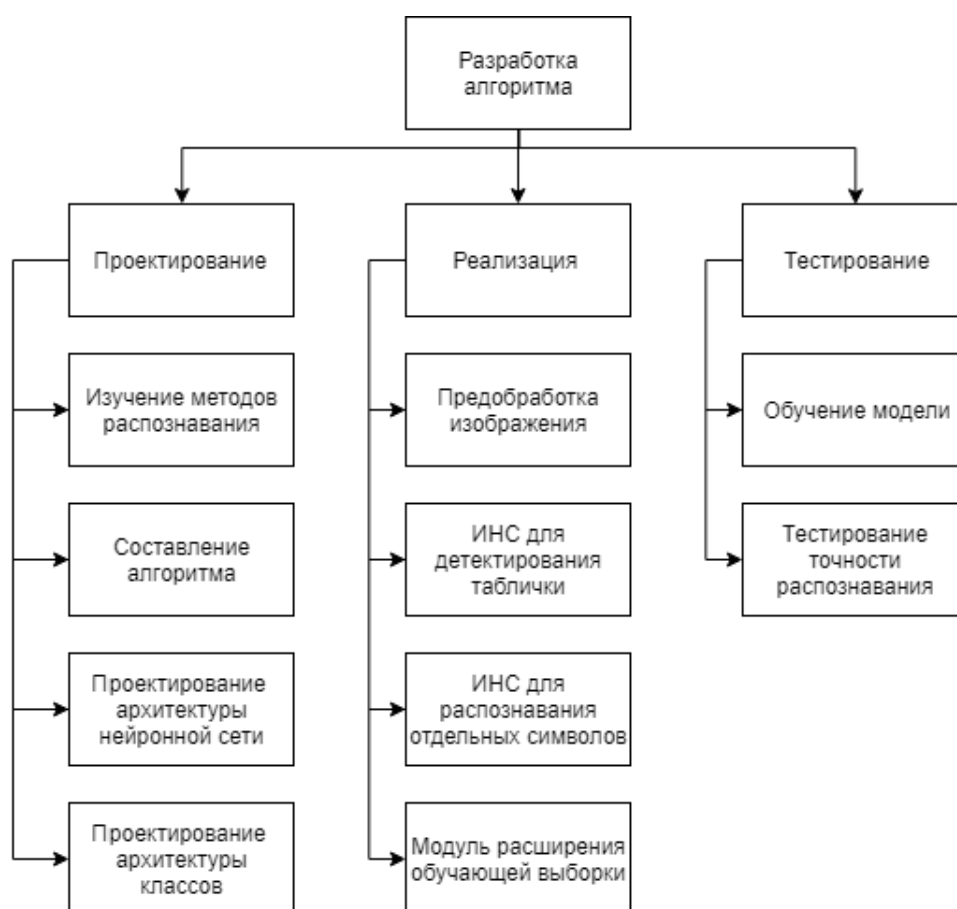 Разработка
алгоритма
Проектирование
Реализация
Тестирование
Изучение методов
распознавания
Предобработка
изображения
Обучение модели
Составление
алгоритма
ИНС для
детектирования
таблички
Тестирование
точности
распознавания
Проектирование
архитектуры
нейронной сети
ИНС для
распознавания
отдельных символов
Проектирование
архитектуры
классов
Модуль расширения
обучающей выборки